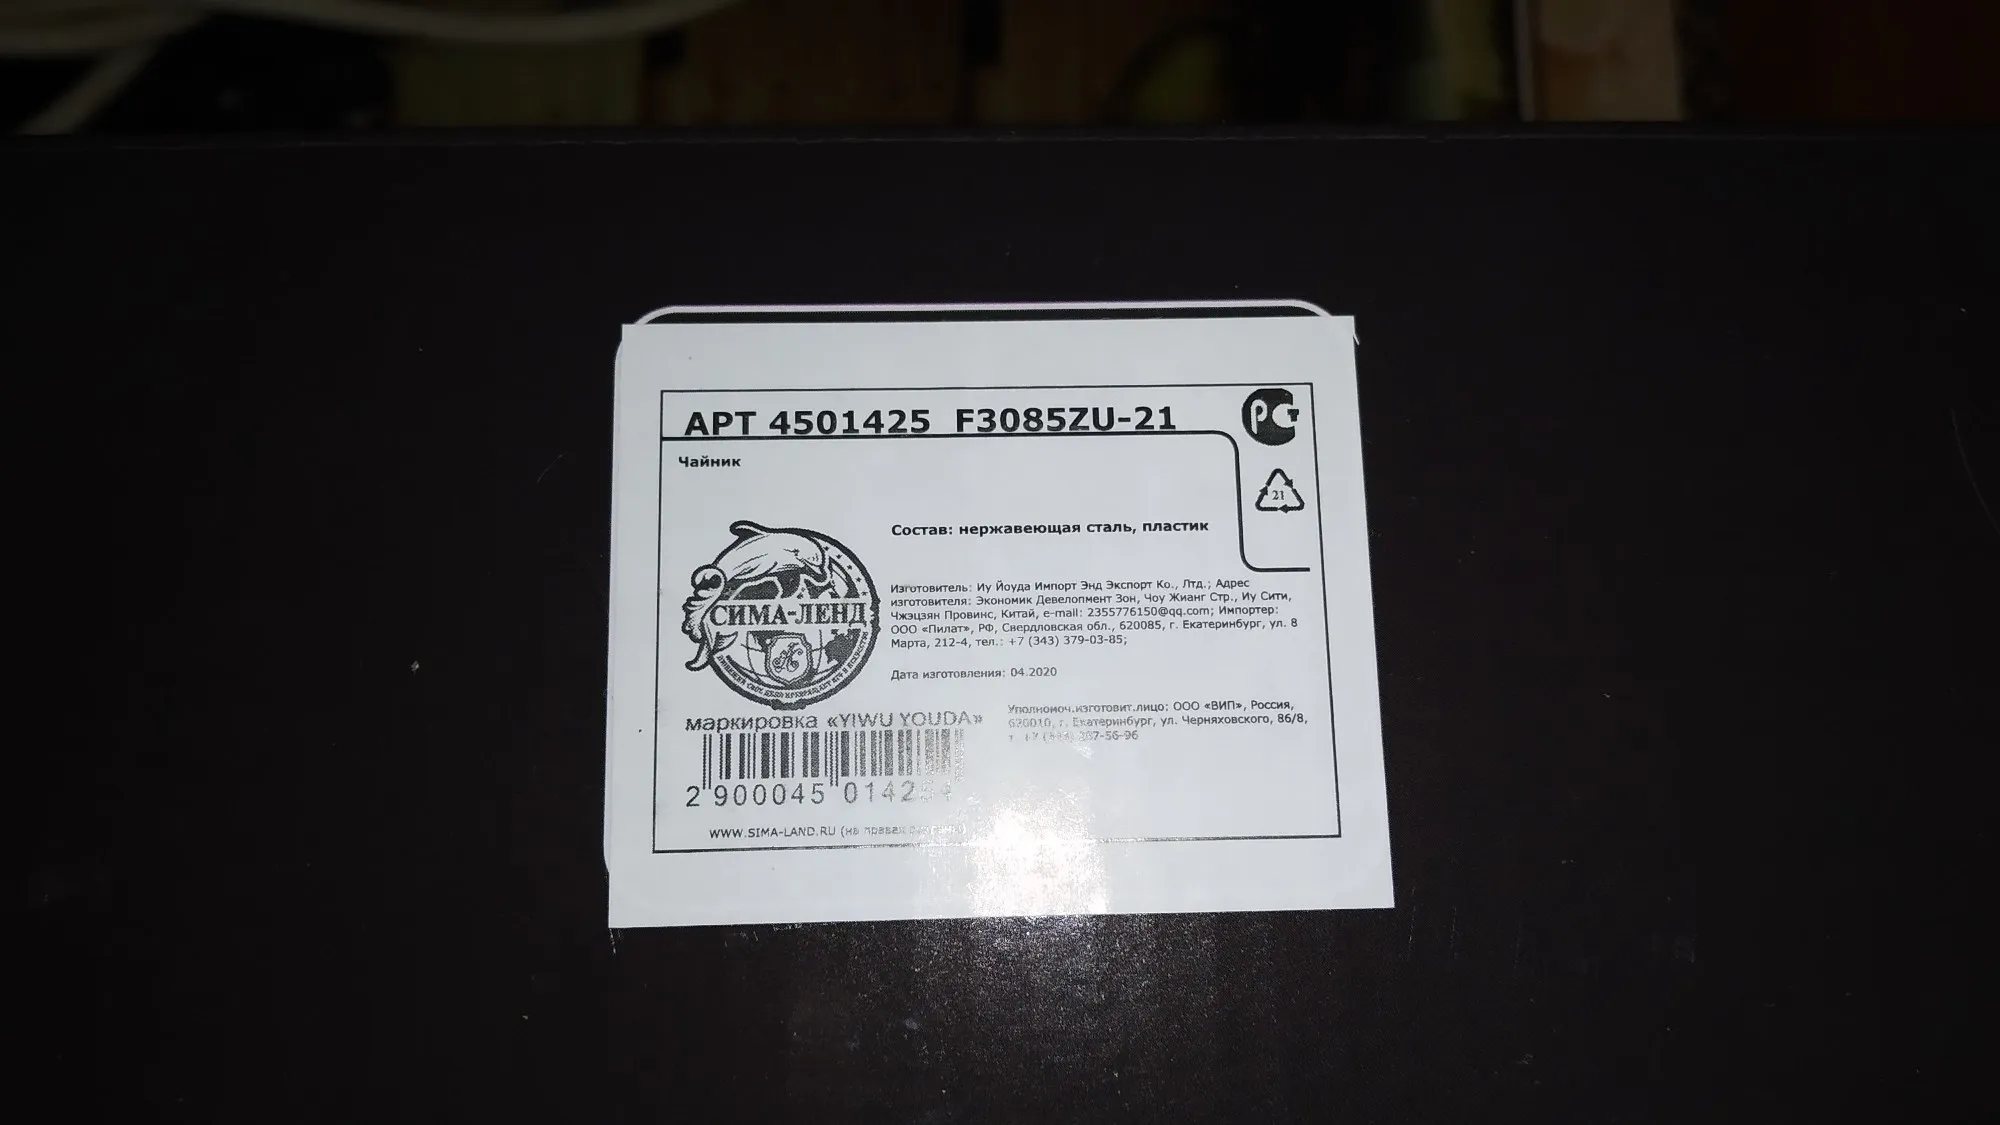 АРТ 4501425 F3085ZU-21
РС
Чайник
21
Состав: нержавеющая сталь, пластик
СИМА-ЛЕНД
Изготовитель: Иу Йоуда Импорт Энд Экспорт Ко., Лтд.; Адрес
изготовителя: Экономик Девелопмент Зон, Чоу Жианг Стр., Иу Сити,
Чжэцзян Провинс, Китай, e-mail: 2355776150@qq.com; Импортер:
ООО «Пилат», РФ, Свердловская обл., 620085, г. Екатеринбург, ул. 8
Марта, 212-4, тел.: +7 (343) 379-03-85;
Дата изготовления: 04.2020
маркировка «YIWU YOUDA»
Уполномоч.изготовит.лицо: ООО «ВИП», Россия,
620010, г. Екатеринбург, ул. Черняховского, 86/8,
2 900045 014254
WWW.SIMA-LAND.RU (на правах